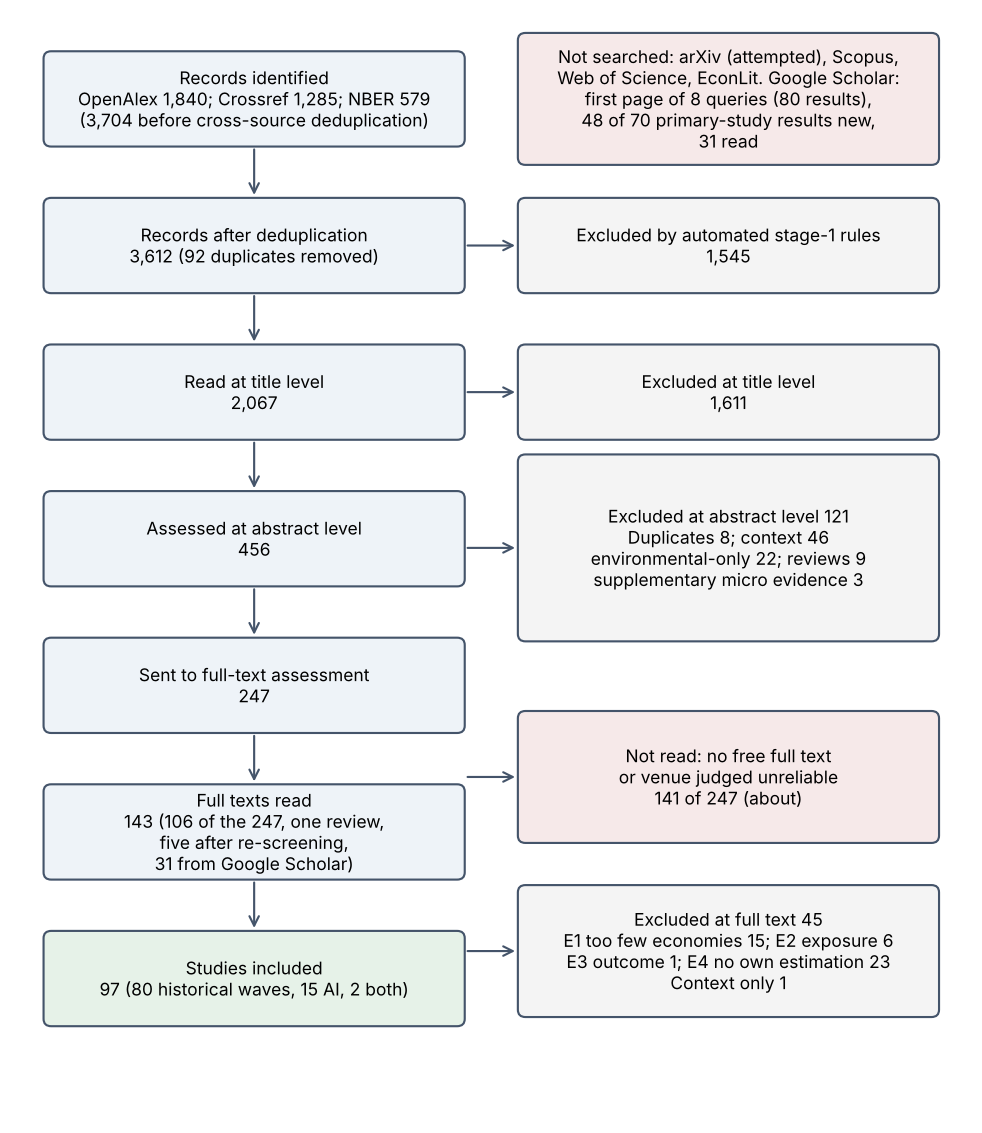 Records identified
OpenAlex 1,840; Crossref 1,285; NBER 579
(3,704 before cross-source deduplication)
Not searched: arXiv (attempted), Scopus,
Web of Science, EconLit. Google Scholar:
first page of 8 queries (80 results),
48 of 70 primary-study results new,
31 read
Records after deduplication
3,612 (92 duplicates removed)
Excluded by automated stage-1 rules
1,545
Read at title level
2,067
Excluded at title level
1,611
Assessed at abstract level
456
Excluded at abstract level 121
Duplicates 8; context 46
environmental-only 22; reviews 9
supplementary micro evidence 3
Sent to full-text assessment
247
Not read: no free full text
or venue judged unreliable
141 of 247 (about)
Full texts read
143 (106 of the 247, one review,
five after re-screening,
31 from Google Scholar)
Excluded at full text 45
E1 too few economies 15; E2 exposure 6
E3 outcome 1; E4 no own estimation 23
Context only 1
Studies included
97 (80 historical waves, 15 AI, 2 both)